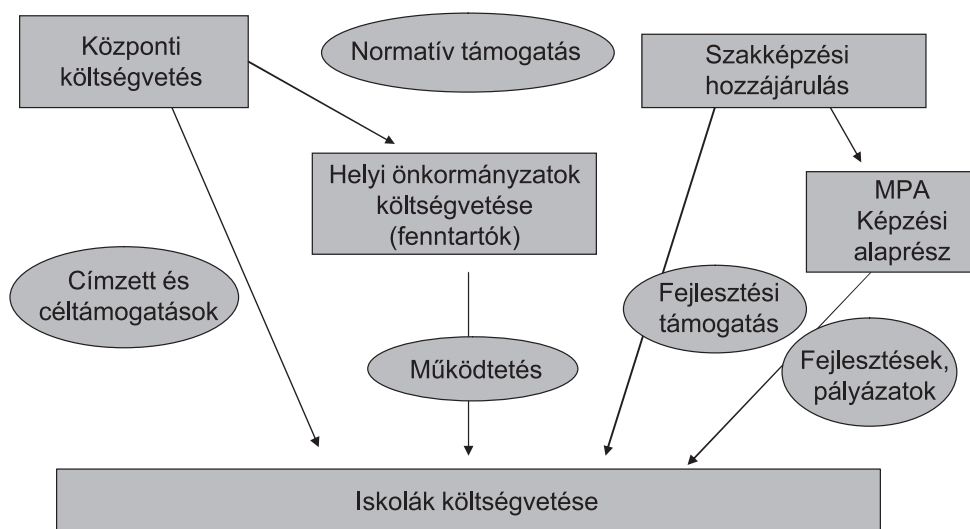 Központi
költségvetés
Normatív támogatás
Szakképzési
hozzájárulás
Helyi önkormányzatok
költségvetése
(fenntartók)
MPA
Képzési
alaprész
Címzett és
céltámogatások
Fejlesztési
támogatás
Működtetés
Fejlesztések,
pályázatok
Iskolák költségvetése